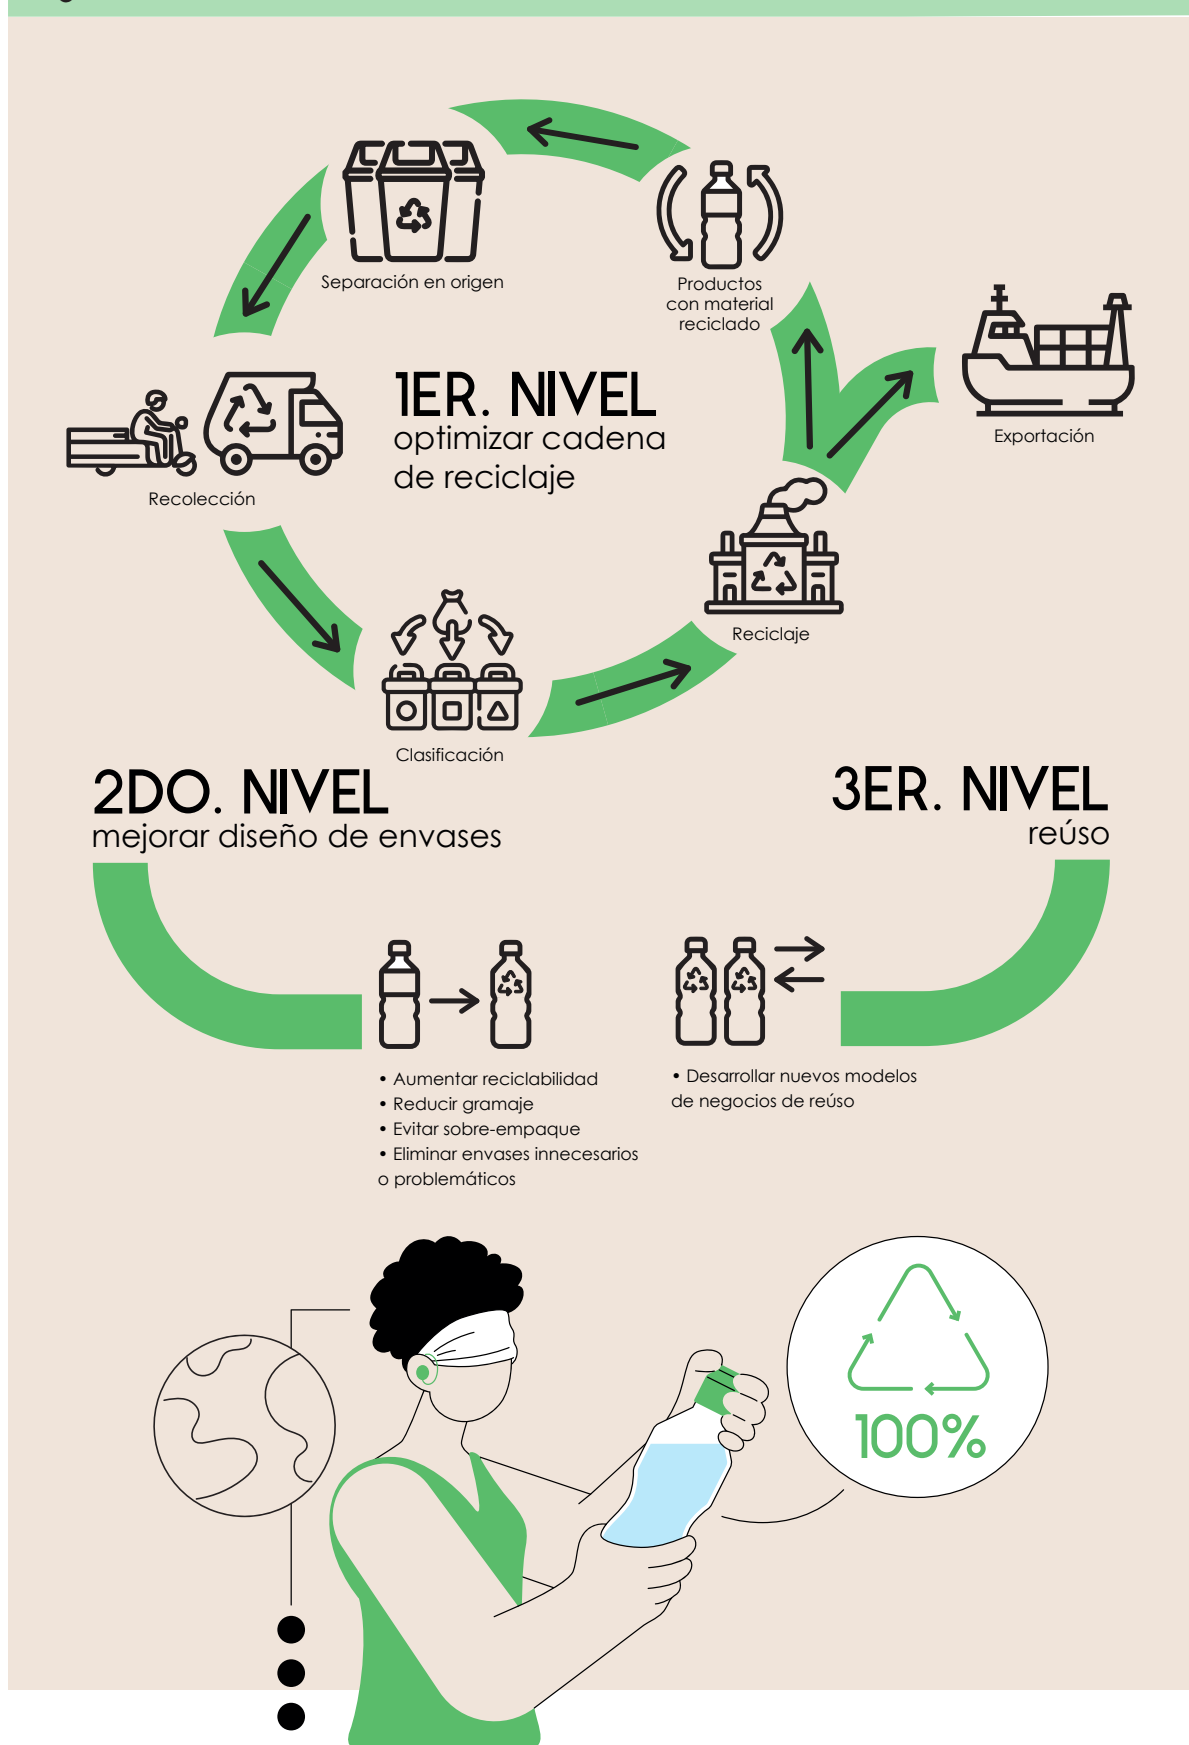 Separación en origen
Productos
con material
reciclado
1ER. NIVEL
optimizar cadena
de reciclaje
Exportación
Recolección
Reciclaje
Clasificación
2DO. NIVEL
mejorar diseño de envases
3ER. NIVEL
reúso
• Aumentar reciclabilidad
• Reducir gramaje
• Evitar sobre-empaque
• Eliminar envases innecesarios
o problemáticos
• Desarrollar nuevos modelos
de negocios de reúso
100%